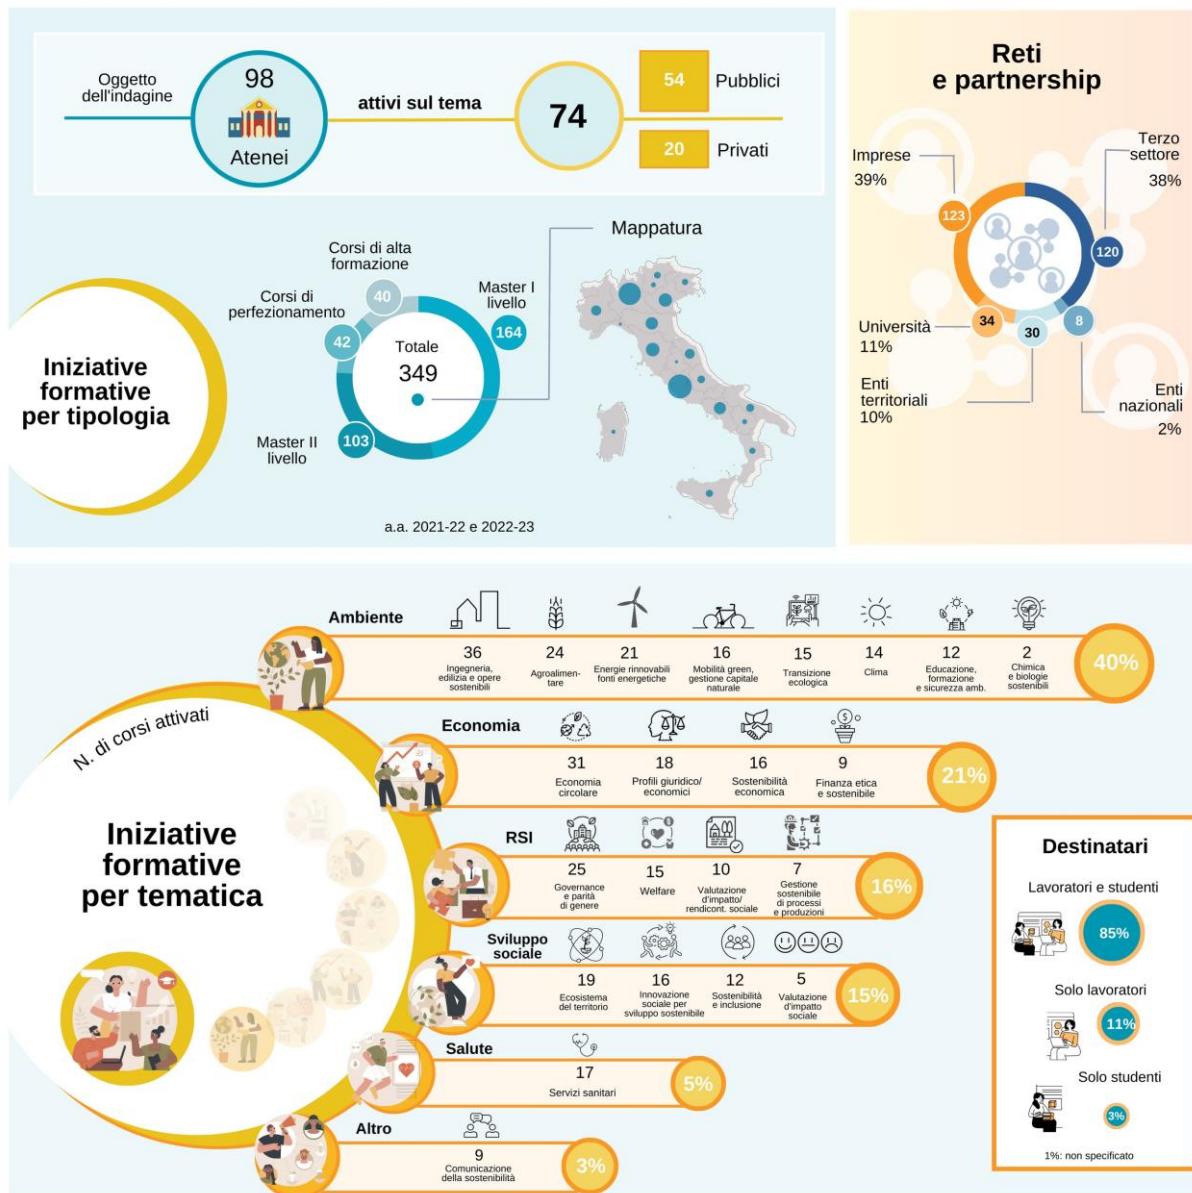 Oggetto
dell'indagine
98
Atenei
attivi sul tema
74
54
Pubblici
20
Privati
Iniziative
formative
per tipologia
Corsi di alta
formazione
40
Corsi di
perfezionamento
42
Master I
livello
164
Totale
349
Master II
livello
103
Mappatura
a.a. 2021-22 e 2022-23
Reti
e partnership
Imprese
39%
123
Terzo
settore
38%
120
Università
11%
34
Enti
territoriali
10%
30
8
Enti
nazionali
2%
N. di corsi attivati
Iniziative
formative
per tematica
Ambiente
36
Ingegneria,
edilizia e opere
sostenibili
24
Agroalimen-
tare
21
Energie rinnovabili
fonti energetiche
16
Mobilità green,
gestione capitale
naturale
15
Transizione
ecologica
14
Clima
12
Educazione,
formazione
e sicurezza amb.
2
Chimica
e biologie
sostenibili
40%
Economia
31
Economia
circolare
18
Profili giuridico/
economici
16
Sostenibilità
economica
9
Finanza etica
e sostenibile
21%
RSI
25
Governance
e parità
di genere
15
Welfare
10
Valutazione
d'impatto/
rendicont. sociale
7
Gestione
sostenibile
di processi
e produzioni
16%
Sviluppo
sociale
19
Ecosistema
del territorio
16
Innovazione
sociale per
sviluppo sostenibile
12
Sostenibilità
e inclusione
5
Valutazione
d'impatto
sociale
15%
Salute
17
Servizi sanitari
5%
Altro
9
Comunicazione
della sostenibilità
3%
Destinatari
Lavoratori e studenti
85%
Solo lavoratori
11%
Solo studenti
3%
1%: non specificato